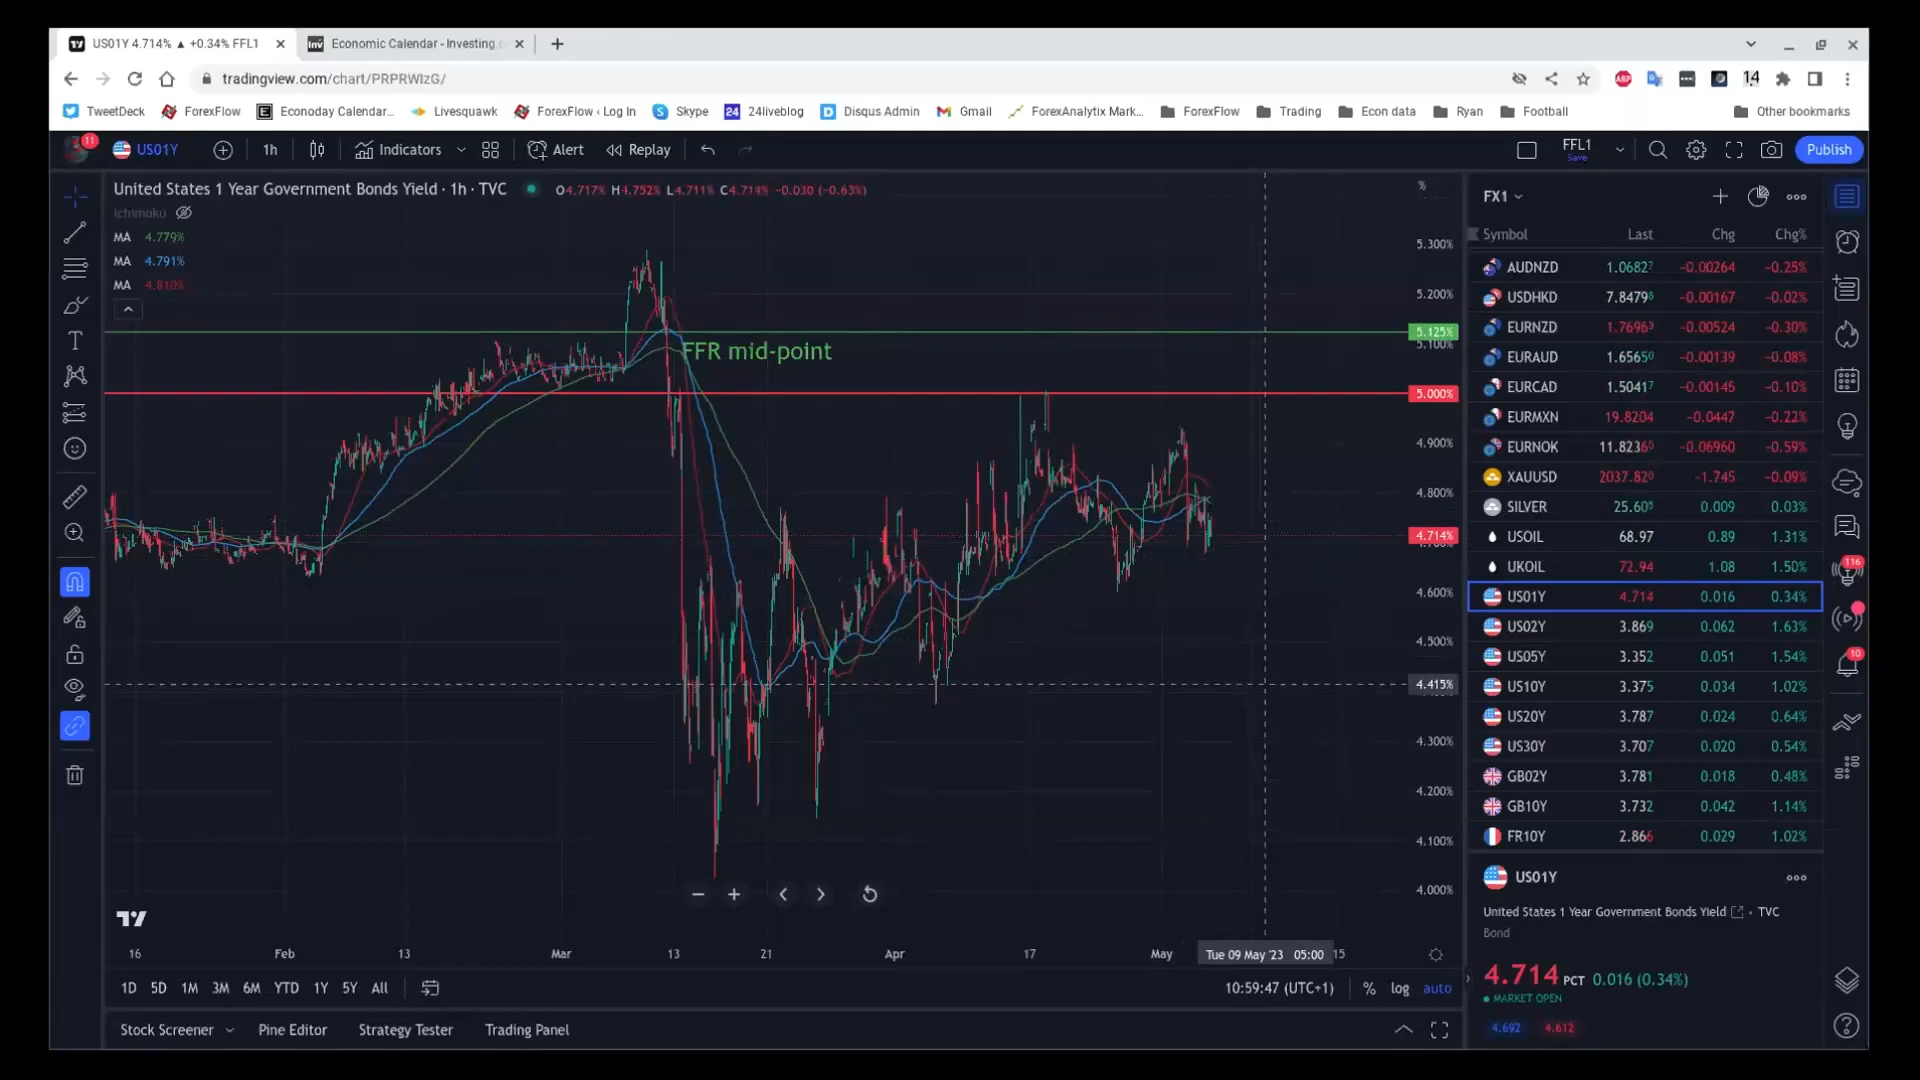 US01Y 4.714% ▲ +0.34% FFL1
Economic Calendar - Investing.c
tradingview.com/chart/PRPRWIzG/
ABP
14
TweetDeck ForexFlow Econoday Calendar... Livesquawk ForexFlow ‹ Log In Skype 24 24liveblog Disqus Admin Gmail ForexAnalytix Mark... ForexFlow Trading Econ data Ryan Football Other bookmarks
11
US01Y 1h Indicators Alert Replay FFL1 Publish
Save
United States 1 Year Government Bonds Yield · 1h · TVC O4.717% H4.752% L4.711% C4.714% -0.030 (-0.63%)
Ichimoku
MA 4.779%
MA 4.791%
MA 4.810%
FFR mid-point
%
5.300%
5.200%
5.125%
5.100%
5.000%
4.900%
4.800%
4.714%
4.600%
4.500%
4.415%
4.300%
4.200%
4.100%
4.000%
16 Feb 13 Mar 13 21 Apr 17 May Tue 09 May '23 05:00 15
1D 5D 1M 3M 6M YTD 1Y 5Y All 10:59:47 (UTC+1) % log auto
Stock Screener Pine Editor Strategy Tester Trading Panel
FX1
Symbol Last Chg Chg%
AUDNZD 1.06827 -0.00264 -0.25%
USDHKD 7.84798 -0.00167 -0.02%
EURNZD 1.76963 -0.00524 -0.30%
EURAUD 1.65650 -0.00139 -0.08%
EURCAD 1.50417 -0.00145 -0.10%
EURMXN 19.8204 -0.0447 -0.22%
EURNOK 11.82360 -0.06960 -0.59%
XAUUSD 2037.820 -1.745 -0.09%
SILVER 25.605 0.009 0.03%
USOIL 68.97 0.89 1.31%
UKOIL 72.94 1.08 1.50%
US01Y 4.714 0.016 0.34%
US02Y 3.869 0.062 1.63%
US05Y 3.352 0.051 1.54%
US10Y 3.375 0.034 1.02%
US20Y 3.787 0.024 0.64%
US30Y 3.707 0.020 0.54%
GB02Y 3.781 0.018 0.48%
GB10Y 3.732 0.042 1.14%
FR10Y 2.866 0.029 1.02%
US01Y
United States 1 Year Government Bonds Yield • TVC
Bond
4.714 PCT 0.016 (0.34%)
MARKET OPEN
4.692 4.612
116
10